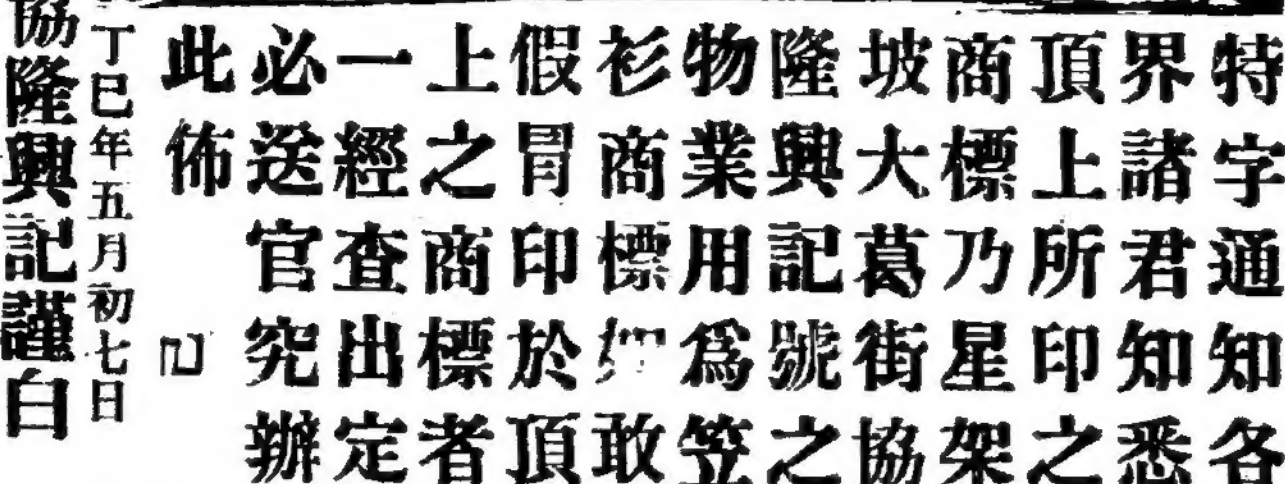 特字通知各
界諸君知悉
頂上所印之
商標乃星架
坡大葛街協
隆興記號之
物業用爲笠
衫商標如敢
假冒印於頂
上之商標者
一經查出定
必送官究辦
此佈
丁巳年五月初七日
協隆興記謹白